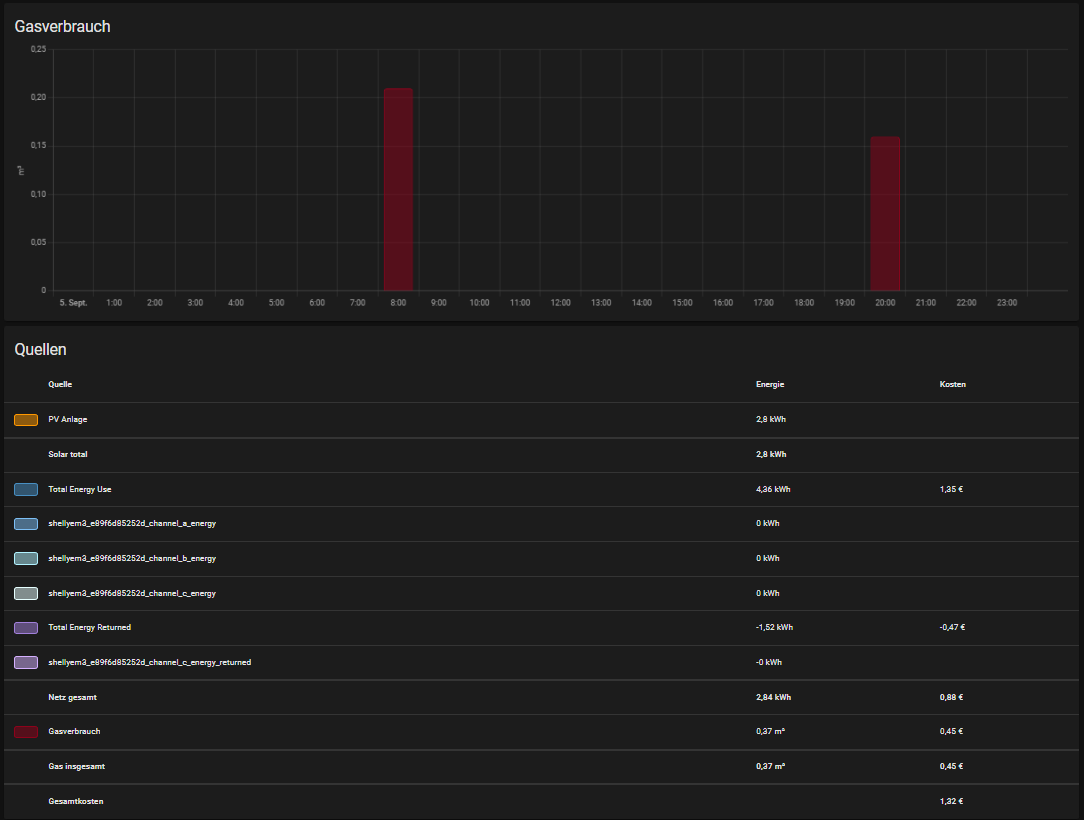 Gasverbrauch
0,25
0,20
0,15
m³
0,10
0,05
0
5. Sept. 1:00 2:00 3:00 4:00 5:00 6:00 7:00 8:00 9:00 10:00 11:00 12:00 13:00 14:00 15:00 16:00 17:00 18:00 19:00 20:00 21:00 22:00 23:00
Quellen
Quelle Energie Kosten
PV Anlage 2,8 kWh
Solar total 2,8 kWh
Total Energy Use 4,36 kWh 1,35 €
shellyem3_e89f6d85252d_channel_a_energy 0 kWh
shellyem3_e89f6d85252d_channel_b_energy 0 kWh
shellyem3_e89f6d85252d_channel_c_energy 0 kWh
Total Energy Returned -1,52 kWh -0,47 €
shellyem3_e89f6d85252d_channel_c_energy_returned -0 kWh
Netz gesamt 2,84 kWh 0,88 €
Gasverbrauch 0,37 m³ 0,45 €
Gas insgesamt 0,37 m³ 0,45 €
Gesamtkosten 1,32 €